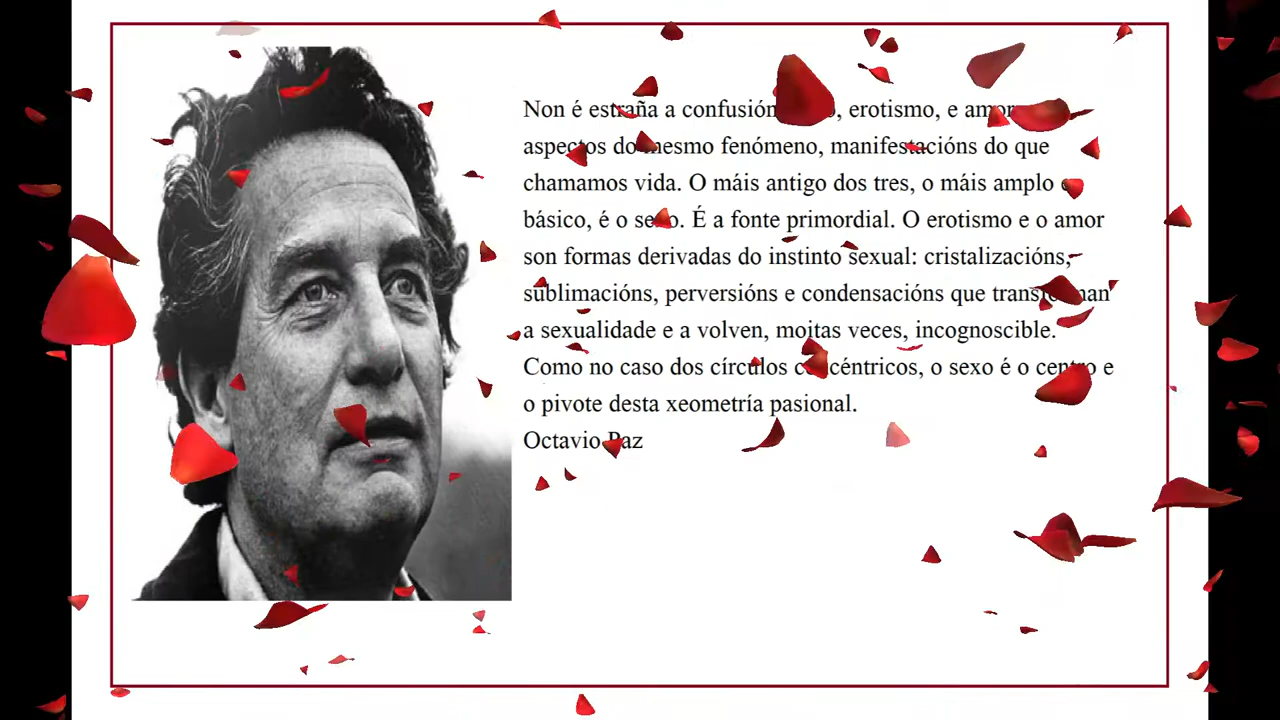 Non é estraña a confusión erotismo, e amor
aspectos do mesmo fenómeno, manifestacións do que
chamamos vida. O máis antigo dos tres, o máis amplo e
básico, é o sexo. É a fonte primordial. O erotismo e o amor
son formas derivadas do instinto sexual: cristalizacións,
sublimacións, perversións e condensacións que transforman
a sexualidade e a volven, moitas veces, incognoscible.
Como no caso dos círculos concéntricos, o sexo é o centro e
o pivote desta xeometría pasional.
Octavio Paz